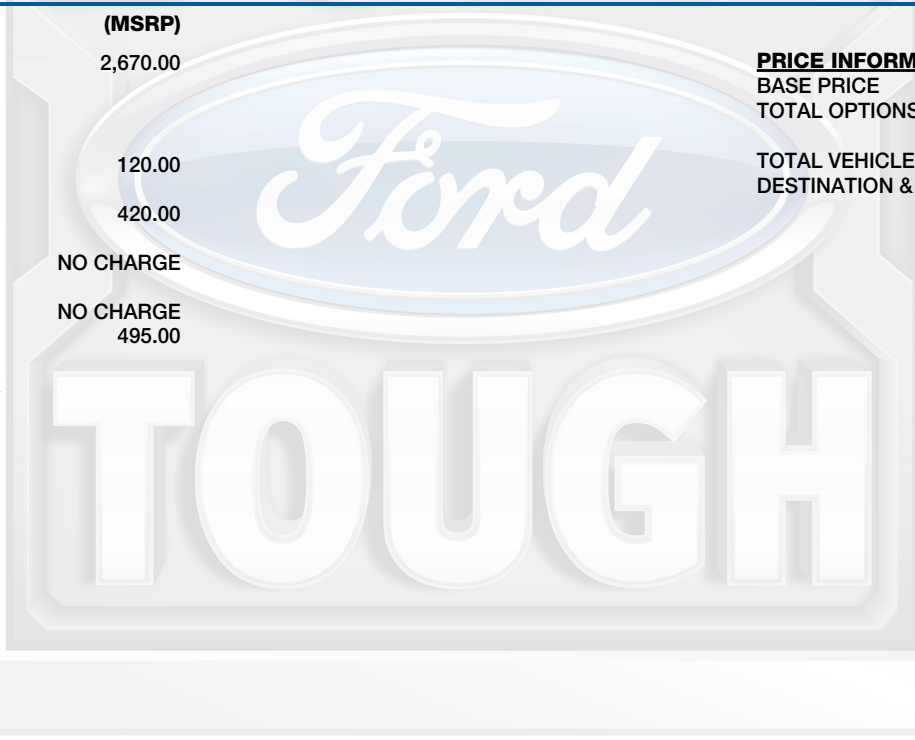 (MSRP)
2,670.00
120.00
420.00
NO CHARGE
NO CHARGE
495.00
PRICE INFORM
BASE PRICE
TOTAL OPTIONS
TOTAL VEHICLE
DESTINATION &
Ford
TOUGH